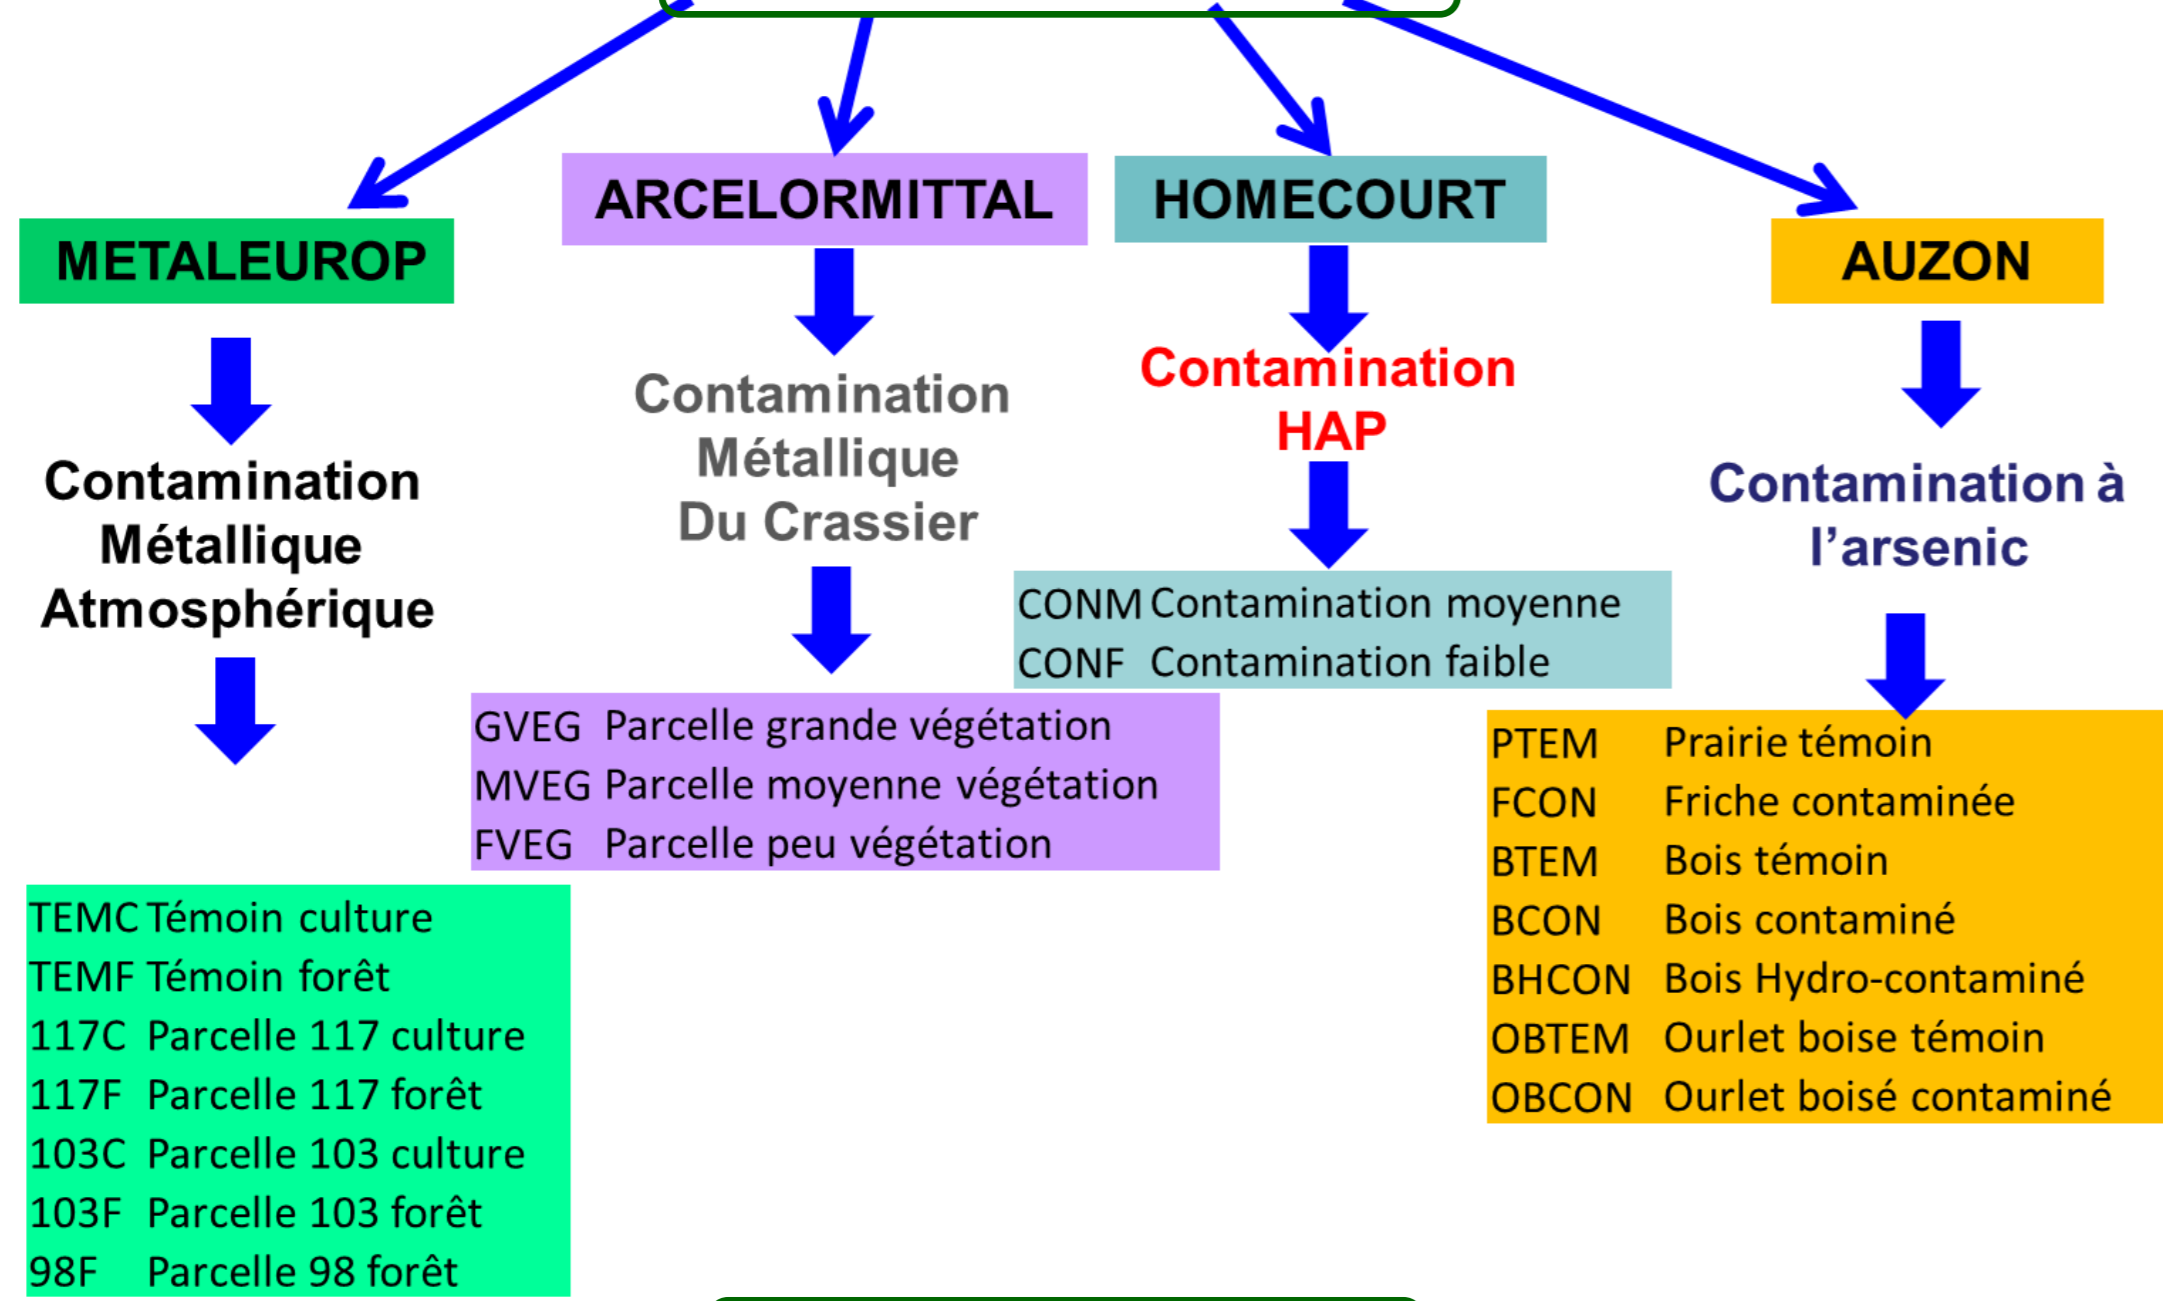 METALEUROP
Contamination
Métallique
Atmosphérique
TEMC Témoin culture
TEMF Témoin forêt
117C Parcelle 117 culture
117F Parcelle 117 forêt
103C Parcelle 103 culture
103F Parcelle 103 forêt
98F Parcelle 98 forêt
ARCELORMITTAL
Contamination
Métallique
Du Crassier
GVEG Parcelle grande végétation
MVEG Parcelle moyenne végétation
FVEG Parcelle peu végétation
HOMECOURT
Contamination
HAP
CONM Contamination moyenne
CONF Contamination faible
AUZON
Contamination à
l’arsenic
PTEM Prairie témoin
FCON Friche contaminée
BTEM Bois témoin
BCON Bois contaminé
BHCON Bois Hydro-contaminé
OBTEM Ourlet boise témoin
OBCON Ourlet boisé contaminé